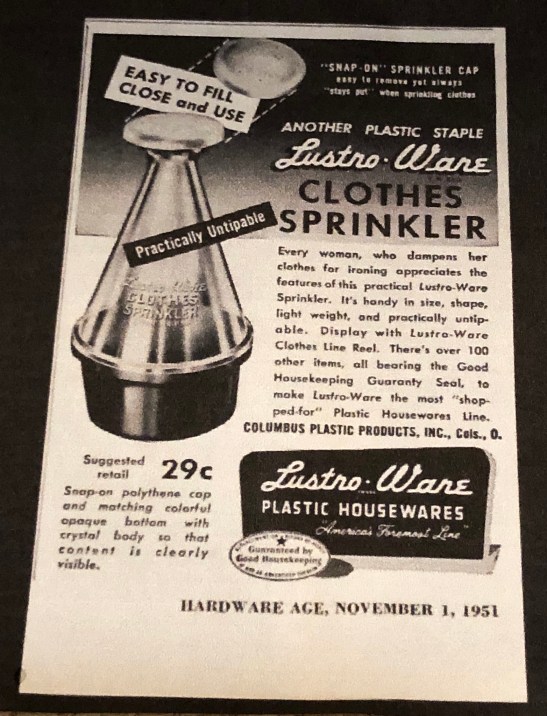 EASY TO FILL
CLOSE and USE
"SNAP-ON" SPRINKLER CAP
easy to remove yet always
"stays put" when sprinkling clothes
ANOTHER PLASTIC STAPLE
Lustro-Ware
CLOTHES
SPRINKLER
Practically Untipable
Lustro-Ware
CLOTHES
SPRINKLER
Every woman, who dampens her
clothes for ironing appreciates the
features of this practical Lustro-Ware
Sprinkler. It's handy in size, shape,
light weight, and practically untip-
able. Display with Lustro-Ware
Clothes Line Reel. There's over 100
other items, all bearing the Good
Housekeeping Guaranty Seal, to
make Lustro-Ware the most "shop-
ped-for" Plastic Housewares Line.
COLUMBUS PLASTIC PRODUCTS, INC., Cols., O.
Suggested
retail 29c
Snap-on polythene cap
and matching colorful
opaque bottom with
crystal body so that
content is clearly
visible.
Lustro-Ware
PLASTIC HOUSEWARES
"America's Foremost Line"
Guaranteed by
Good Housekeeping
HARDWARE AGE, NOVEMBER 1, 1951